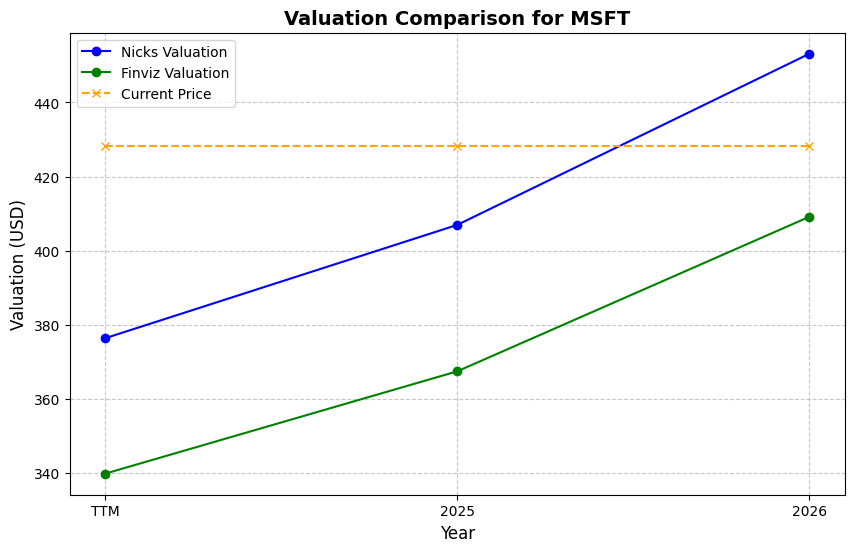 Valuation Comparison for MSFT
Nicks Valuation
Finviz Valuation
Current Price
Valuation (USD)
440
420
400
380
360
340
TTM
2025
2026
Year